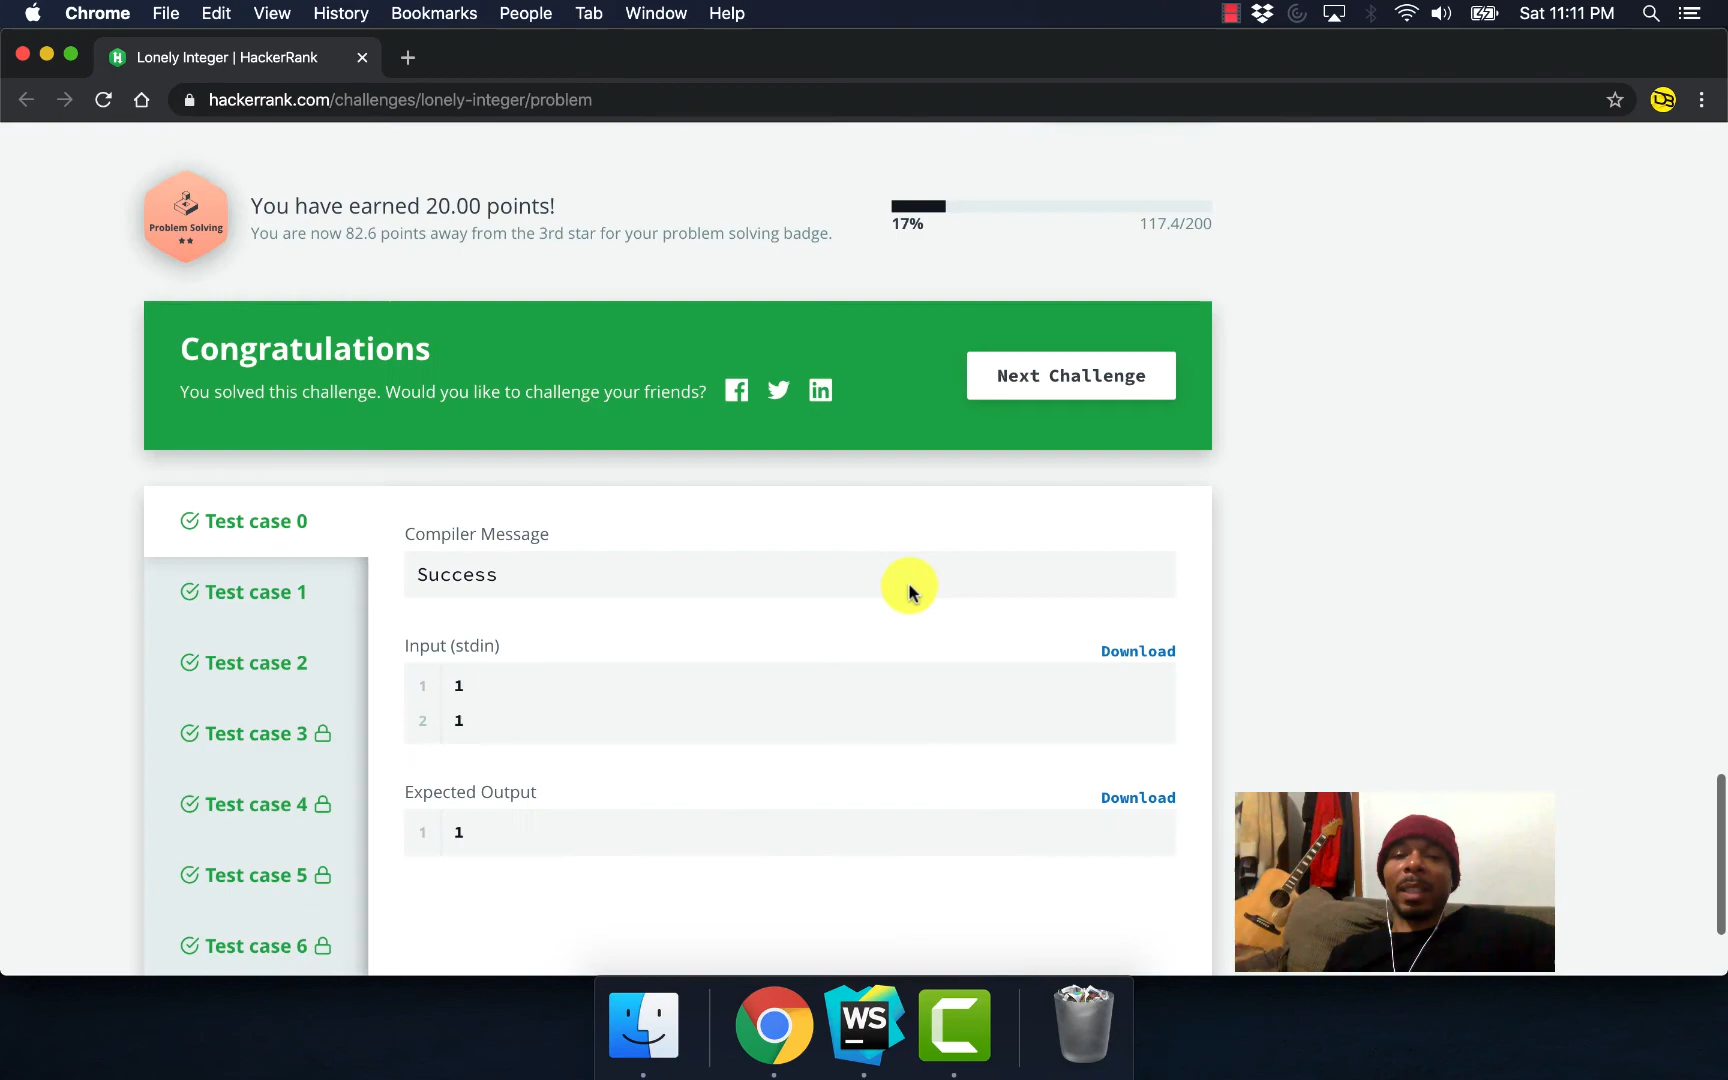 Chrome File Edit View History Bookmarks People Tab Window Help Sat 11:11 PM
Lonely Integer | HackerRank
hackerrank.com/challenges/lonely-integer/problem
Problem Solving
You have earned 20.00 points!
You are now 82.6 points away from the 3rd star for your problem solving badge.
17% 117.4/200
Congratulations
You solved this challenge. Would you like to challenge your friends?
Next Challenge
Test case 0
Test case 1
Test case 2
Test case 3
Test case 4
Test case 5
Test case 6
Compiler Message
Success
Input (stdin) Download
1 1
2 1
Expected Output Download
1 1
WS